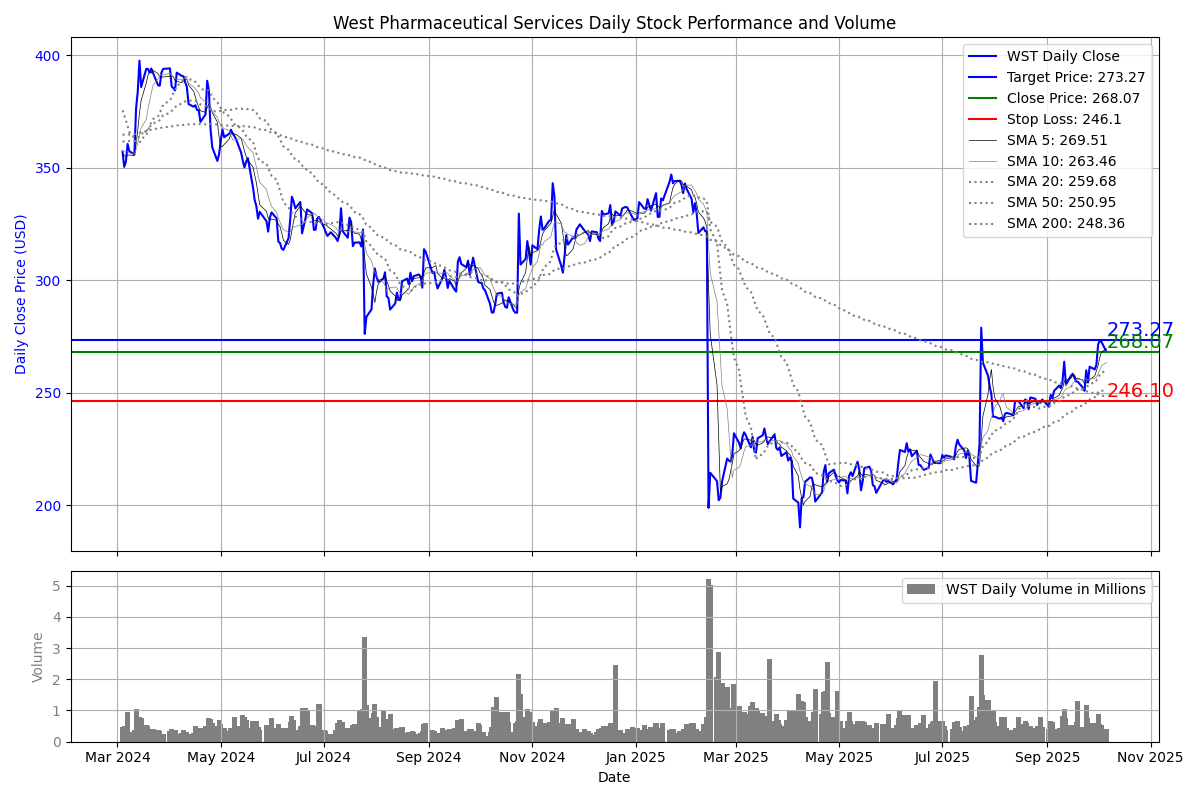 West Pharmaceutical Services Daily Stock Performance and Volume
WST Daily Close
Target Price: 273.27
Close Price: 268.07
Stop Loss: 246.1
SMA 5: 269.51
SMA 10: 263.46
SMA 20: 259.68
SMA 50: 250.95
SMA 200: 248.36
Daily Close Price (USD)
400
350
300
250
200
273.27
268.07
246.10
WST Daily Volume in Millions
Volume
5
4
3
2
1
0
Mar 2024 May 2024 Jul 2024 Sep 2024 Nov 2024 Jan 2025 Mar 2025 May 2025 Jul 2025 Sep 2025 Nov 2025
Date